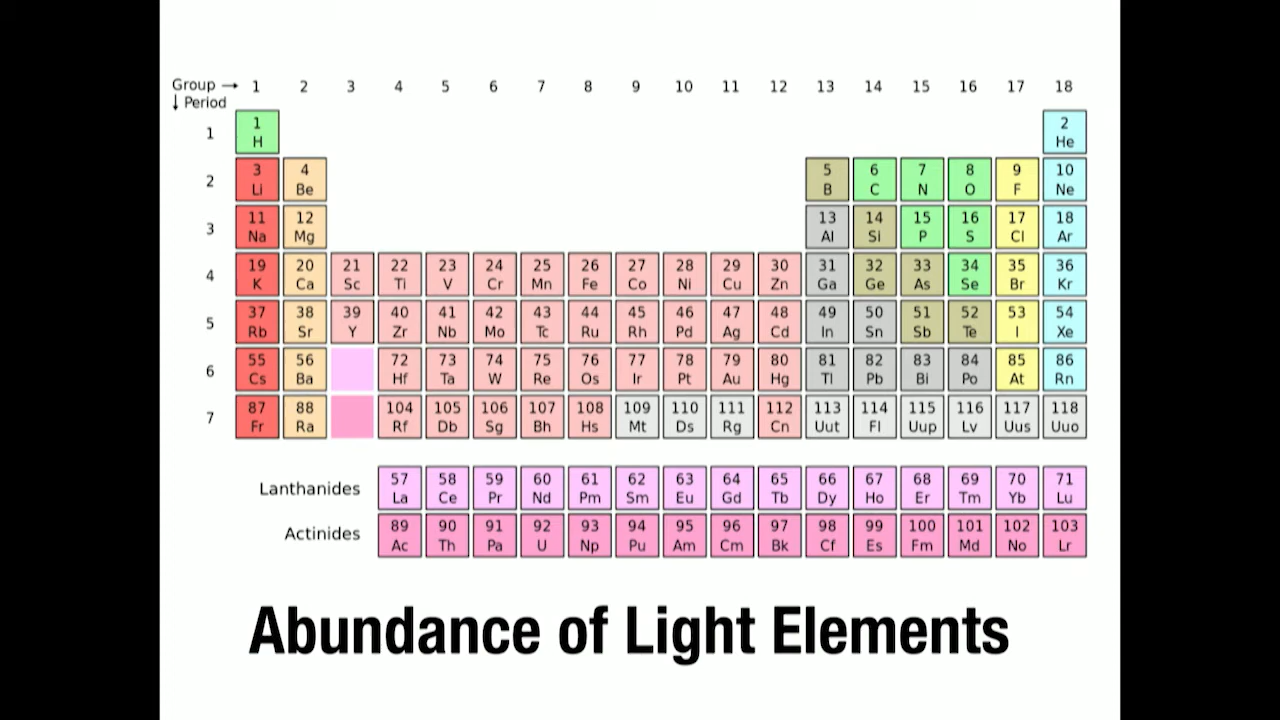 Group → 1 2 3 4 5 6 7 8 9 10 11 12 13 14 15 16 17 18
↓ Period
1 1 2
H He
2 3 4 5 6 7 8 9 10
Li Be B C N O F Ne
3 11 12 13 14 15 16 17 18
Na Mg Al Si P S Cl Ar
4 19 20 21 22 23 24 25 26 27 28 29 30 31 32 33 34 35 36
K Ca Sc Ti V Cr Mn Fe Co Ni Cu Zn Ga Ge As Se Br Kr
5 37 38 39 40 41 42 43 44 45 46 47 48 49 50 51 52 53 54
Rb Sr Y Zr Nb Mo Tc Ru Rh Pd Ag Cd In Sn Sb Te I Xe
6 55 56 72 73 74 75 76 77 78 79 80 81 82 83 84 85 86
Cs Ba Hf Ta W Re Os Ir Pt Au Hg Tl Pb Bi Po At Rn
7 87 88 104 105 106 107 108 109 110 111 112 113 114 115 116 117 118
Fr Ra Rf Db Sg Bh Hs Mt Ds Rg Cn Uut Fl Uup Lv Uus Uuo
Lanthanides 57 58 59 60 61 62 63 64 65 66 67 68 69 70 71
La Ce Pr Nd Pm Sm Eu Gd Tb Dy Ho Er Tm Yb Lu
Actinides 89 90 91 92 93 94 95 96 97 98 99 100 101 102 103
Ac Th Pa U Np Pu Am Cm Bk Cf Es Fm Md No Lr
Abundance of Light Elements